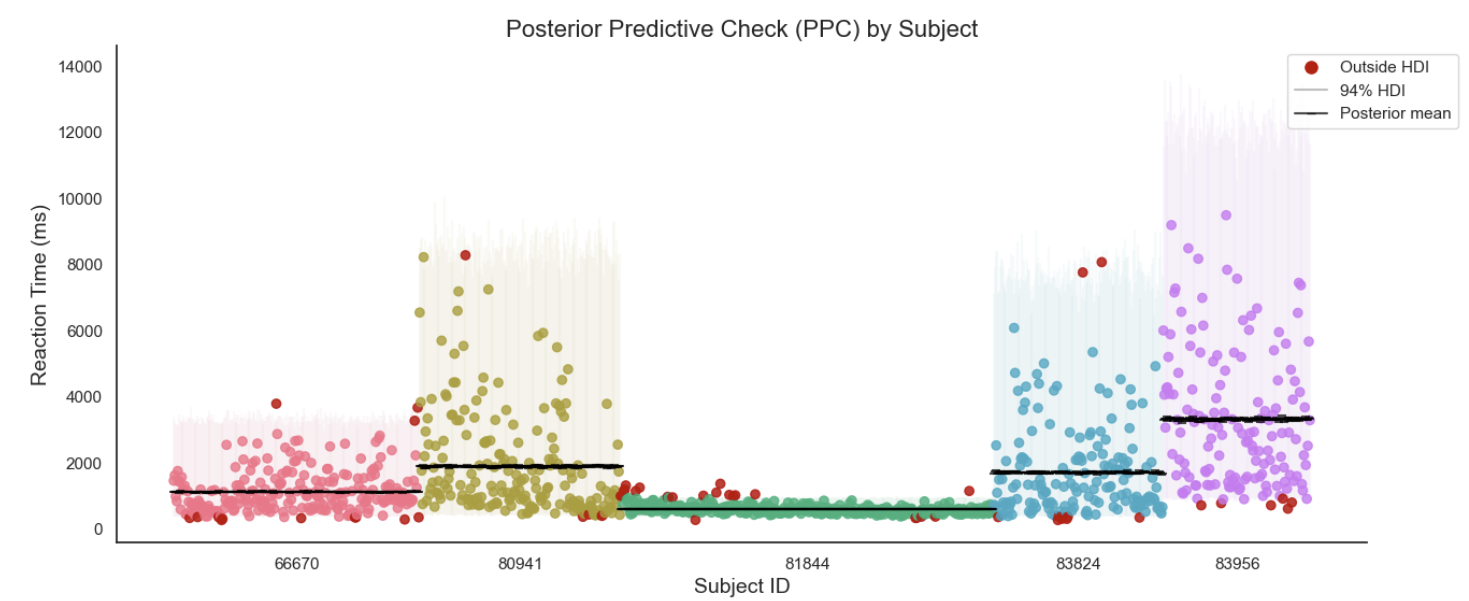 Posterior Predictive Check (PPC) by Subject
Outside HDI
94% HDI
Posterior mean
Reaction Time (ms)
14000
12000
10000
8000
6000
4000
2000
0
66670 80941 81844 83824 83956
Subject ID